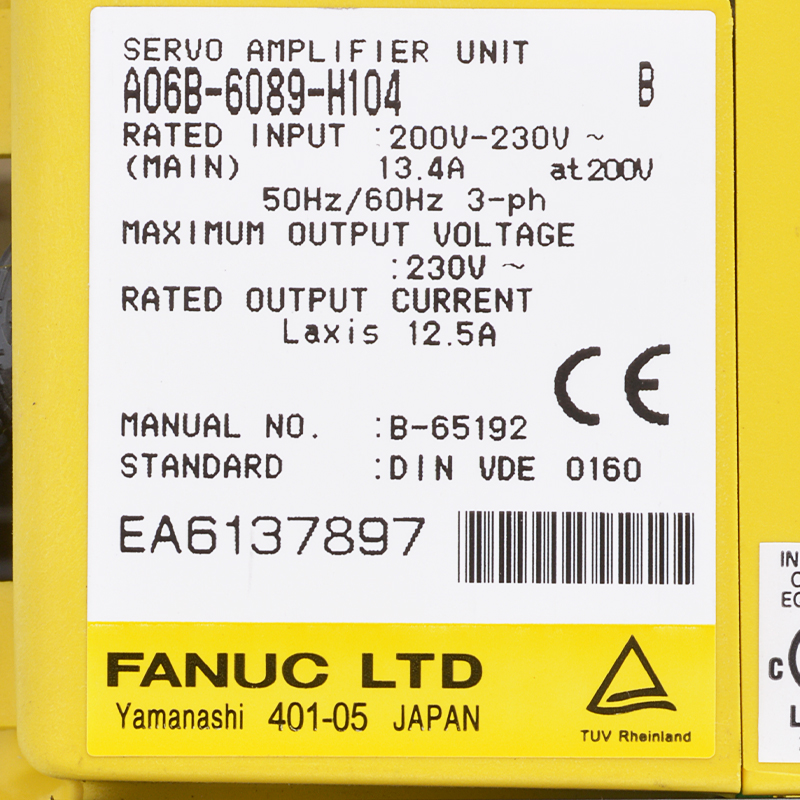 SERVO AMPLIFIER UNIT
A06B-6089-H104 B
RATED INPUT :200V-230V ~
(MAIN) 13.4A at200V
50Hz/60Hz 3-ph
MAXIMUM OUTPUT VOLTAGE
:230V ~
RATED OUTPUT CURRENT
Laxis 12.5A
CE
MANUAL NO. :B-65192
STANDARD :DIN VDE 0160
EA6137897
FANUC LTD
Yamanashi 401-05 JAPAN
TUV Rheinland
IN
EC
C
L